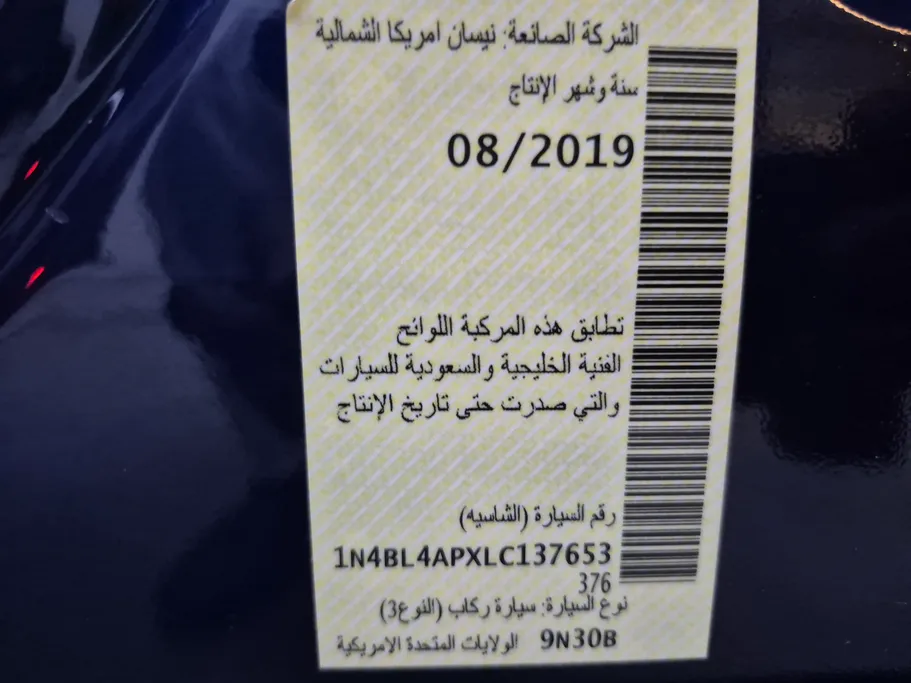 الشركة الصانعة: نيسان امريكا الشمالية
سنة وشهر الإنتاج
08/2019
تطابق هذه المركبة اللوائح
الفنية الخليجية والسعودية للسيارات
والتي صدرت حتى تاريخ الإنتاج
رقم السيارة (الشاسيه)
1N4BL4APXLC137653
376
نوع السيارة: سيارة ركاب (النوع3)
9N30B الولايات المتحدة الامريكية